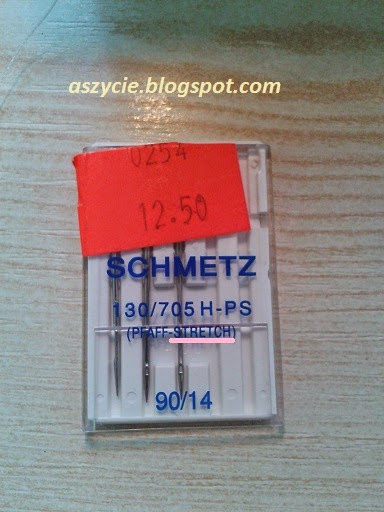 aszycie.blogspot.com
0254
12.50
SCHMETZ
130/705 H-PS
(PFAFF-STRETCH)
90/14